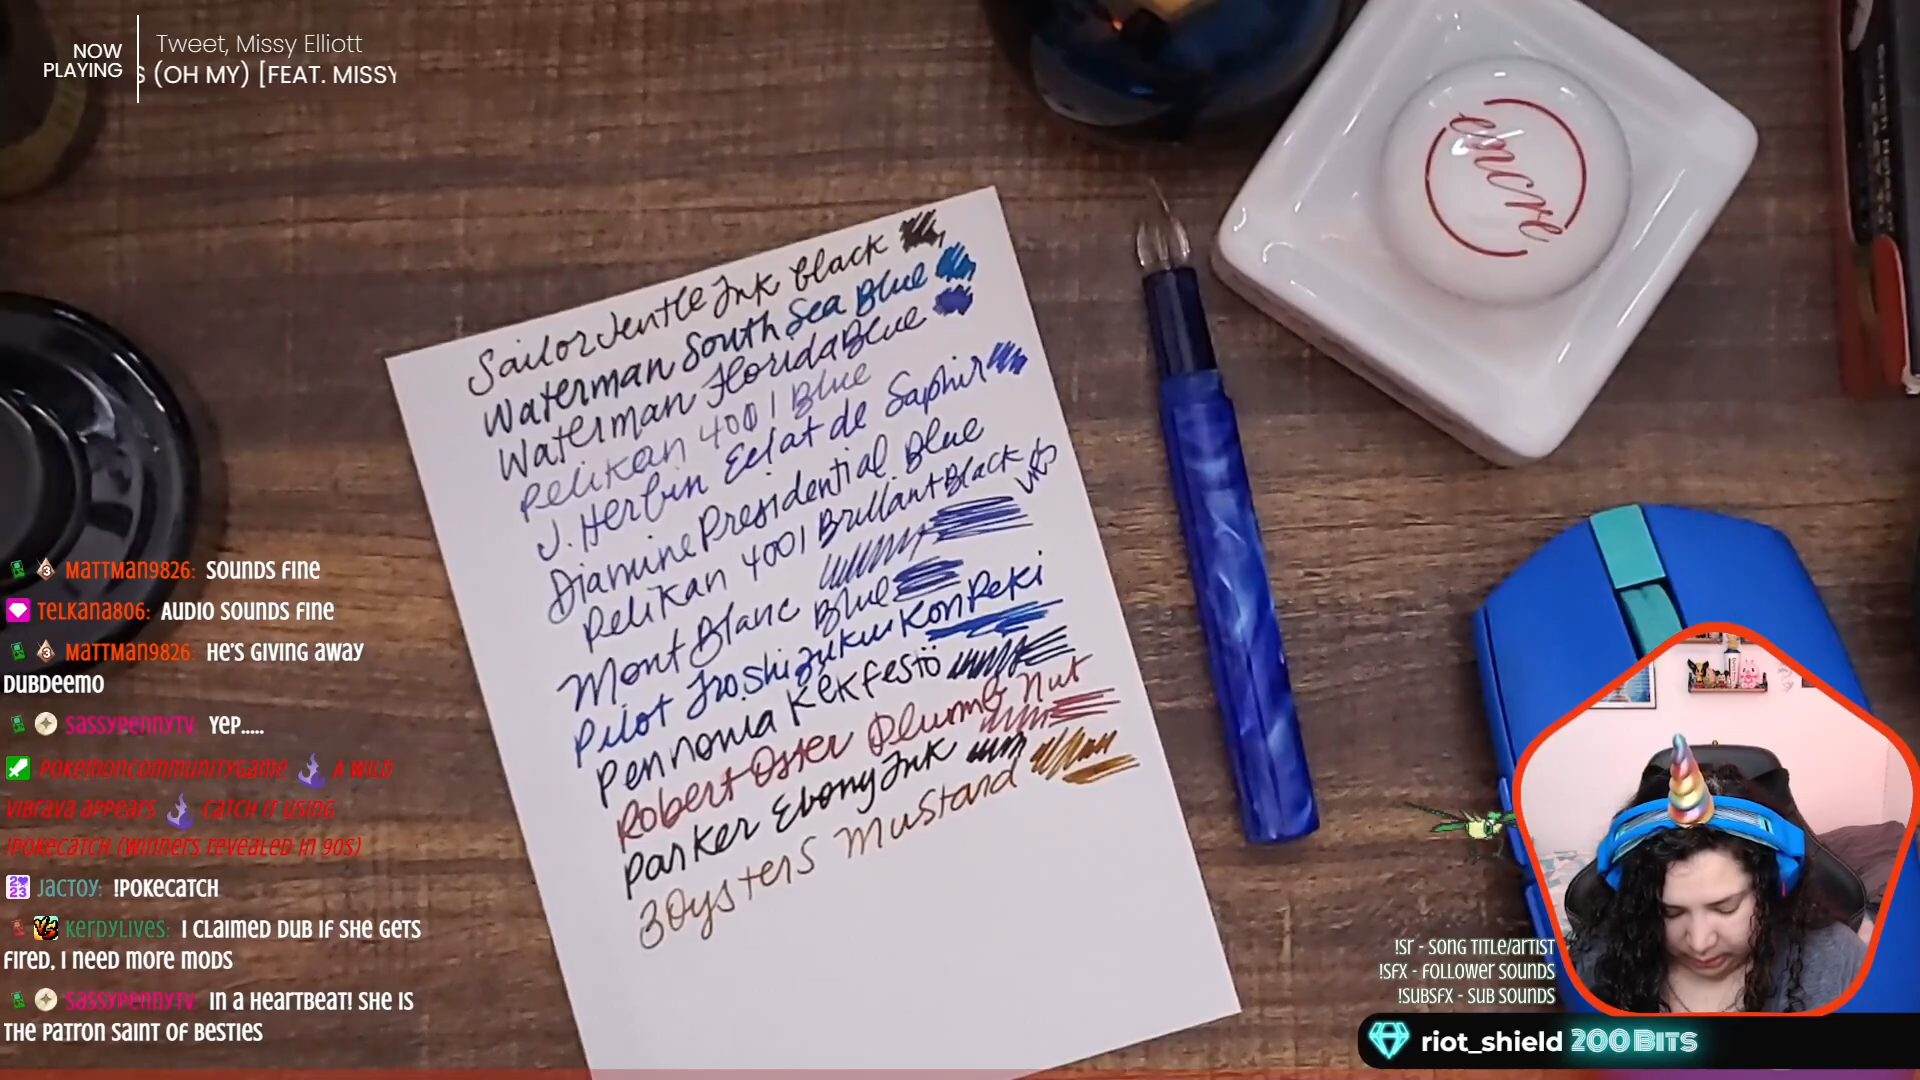 NOW
PLAYING
Tweet, Missy Elliott
S (OH MY) [FEAT. MISSY
encre
Sailor Jentle Ink black
Waterman South Sea Blue
Waterman Florida Blue
Pelikan 4001 Blue
J. Herbin Eclat de Saphir
Diamine Presidential Blue
Pelikan 4001 Brillant Black
Mont Blanc Blue
Pilot Iroshizuku Kon Peki
Pennonia Kékfestő
Robert Oster Plumb Nut
Parker Ebony Ink
3 Oysters Mustard
MATTMAN9826: SOUNDS FINE
TELKANA806: AUDIO SOUNDS FINE
MATTMAN9826: HE'S GIVING AWAY
DUBDEEMO
SASSYPENNYTV: YEP.....
POKEMONCOMMUNITYGAME A WILD
VIBRAVA APPEARS CATCH IT USING
!POKECATCH (WINNERS REVEALED IN 90S)
JACTOY: !POKECATCH
KERDYLIVES: I CLAIMED DUB IF SHE GETS
FIRED, I NEED MORE MODS
SASSYPENNYTV: IN A HEARTBEAT! SHE IS
THE PATRON SAINT OF BESTIES
!SR - SONG TITLE/ARTIST
!SFX - FOLLOWER SOUNDS
!SUBSFX - SUB SOUNDS
riot_shield 200 BITS